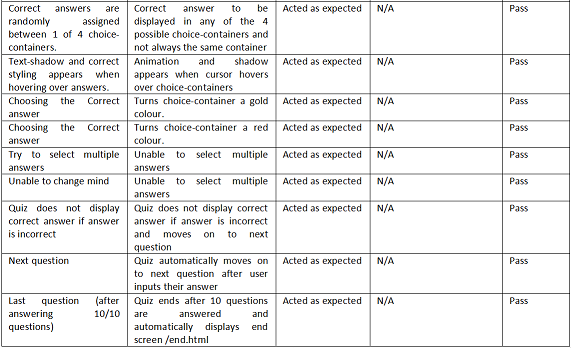 Correct answers are
randomly assigned
between 1 of 4 choice-
containers.
Correct answer to be
displayed in any of the 4
possible choice-containers and
not always the same container
Acted as expected
N/A
Pass
Text-shadow and correct
styling appears when
hovering over answers.
Animation and shadow
appears when cursor hovers
over choice-containers
Acted as expected
N/A
Pass
Choosing the Correct
answer
Turns choice-container a gold
colour.
Acted as expected
N/A
Pass
Choosing the Correct
answer
Turns choice-container a red
colour.
Acted as expected
N/A
Pass
Try to select multiple
answers
Unable to select multiple
answers
Acted as expected
N/A
Pass
Unable to change mind
Unable to select multiple
answers
Acted as expected
N/A
Pass
Quiz does not display
correct answer if answer
is incorrect
Quiz does not display correct
answer if answer is incorrect
and moves on to next
question
Acted as expected
N/A
Pass
Next question
Quiz automatically moves on
to next question after user
inputs their answer
Acted as expected
N/A
Pass
Last question (after
answering 10/10
questions)
Quiz ends after 10 questions
are answered and
automatically displays end
screen /end.html
Acted as expected
N/A
Pass